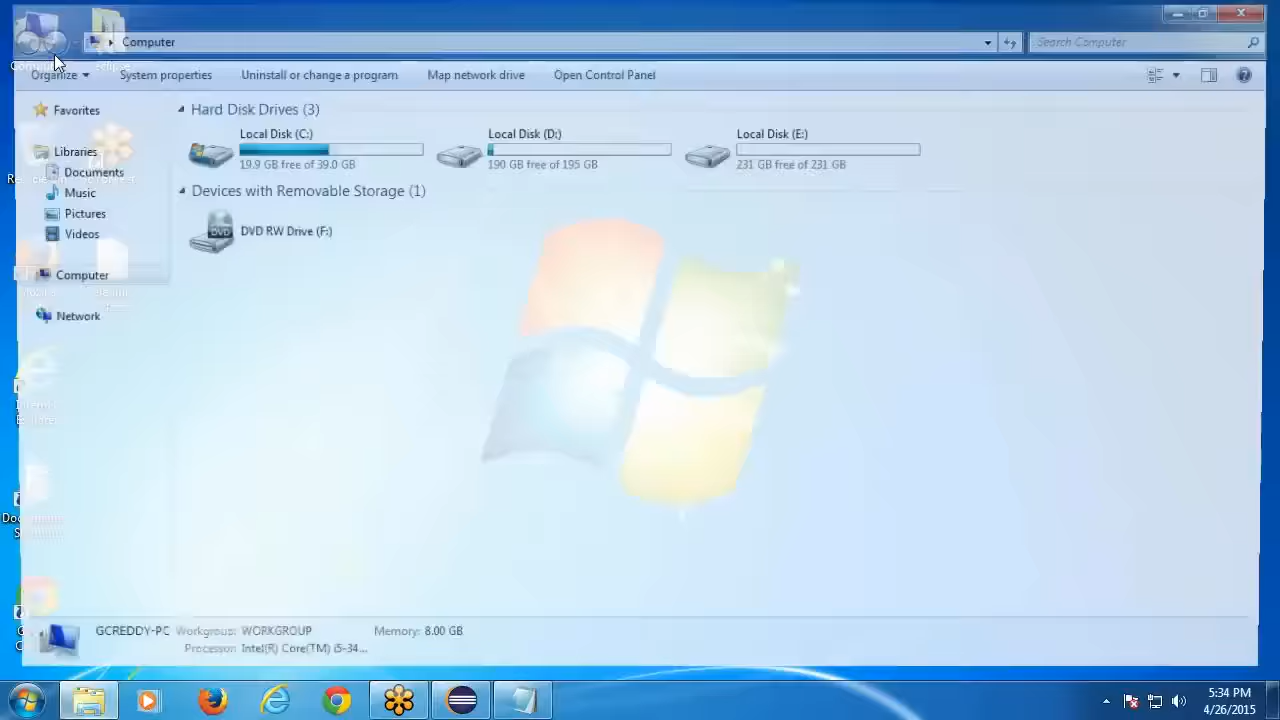 Computer
Search Computer
eclipse
Organize
System properties
Uninstall or change a program
Map network drive
Open Control Panel
Favorites
Hard Disk Drives (3)
Local Disk (C:)
Local Disk (D:)
Local Disk (E:)
19.9 GB free of 39.0 GB
190 GB free of 195 GB
231 GB free of 231 GB
Libraries
Documents
Devices with Removable Storage (1)
Music
Pictures
Videos
DVD
DVD RW Drive (F:)
Computer
Network
GCREDDY-PC
Workgroup: WORKGROUP
Memory: 8.00 GB
Processor: Intel(R) Core(TM) i5-34...
5:34 PM
4/26/2015